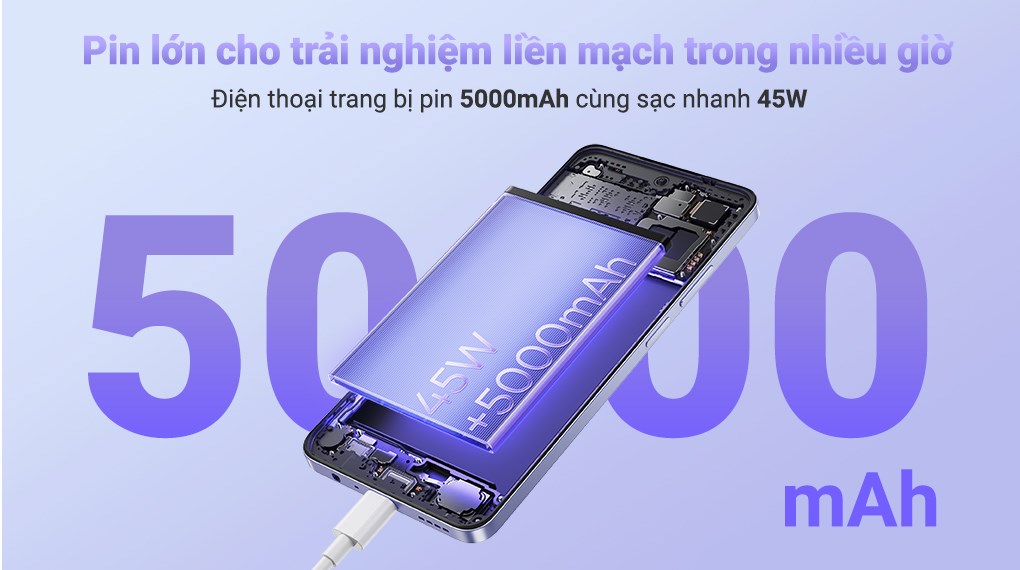 Pin lớn cho trải nghiệm liền mạch trong nhiều giờ
Điện thoại trang bị pin 5000mAh cùng sạc nhanh 45W
5000
mAh
45W
+5000mAh